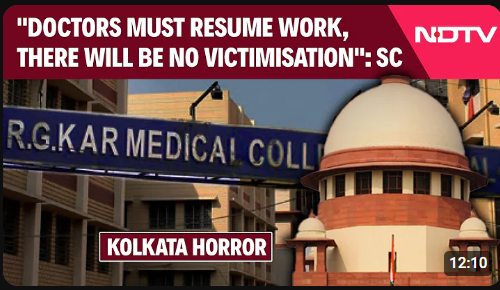 "DOCTORS MUST RESUME WORK,
THERE WILL BE NO VICTIMISATION": SC
NDTV
R.G.KAR MEDICAL COLL
KOLKATA HORROR
12:10